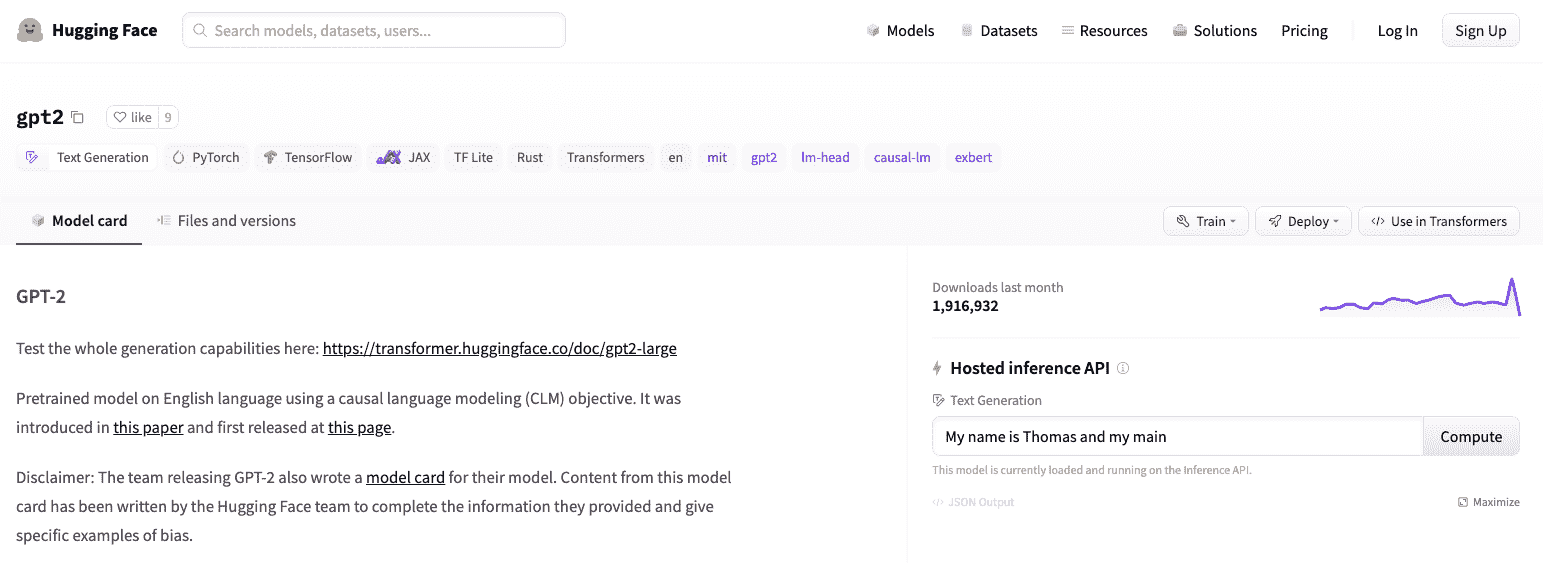 Hugging Face
Search models, datasets, users...
Models
Datasets
Resources
Solutions
Pricing
Log In
Sign Up
gpt2
like 9
Text Generation
PyTorch
TensorFlow
JAX
TF Lite
Rust
Transformers
en
mit
gpt2
lm-head
causal-lm
exbert
Model card
Files and versions
Train
Deploy
</> Use in Transformers
GPT-2
Test the whole generation capabilities here: https://transformer.huggingface.co/doc/gpt2-large
Pretrained model on English language using a causal language modeling (CLM) objective. It was
introduced in this paper and first released at this page.
Disclaimer: The team releasing GPT-2 also wrote a model card for their model. Content from this model
card has been written by the Hugging Face team to complete the information they provided and give
specific examples of bias.
Downloads last month
1,916,932
Hosted inference API
Text Generation
My name is Thomas and my main
Compute
This model is currently loaded and running on the Inference API.
</> JSON Output
Maximize